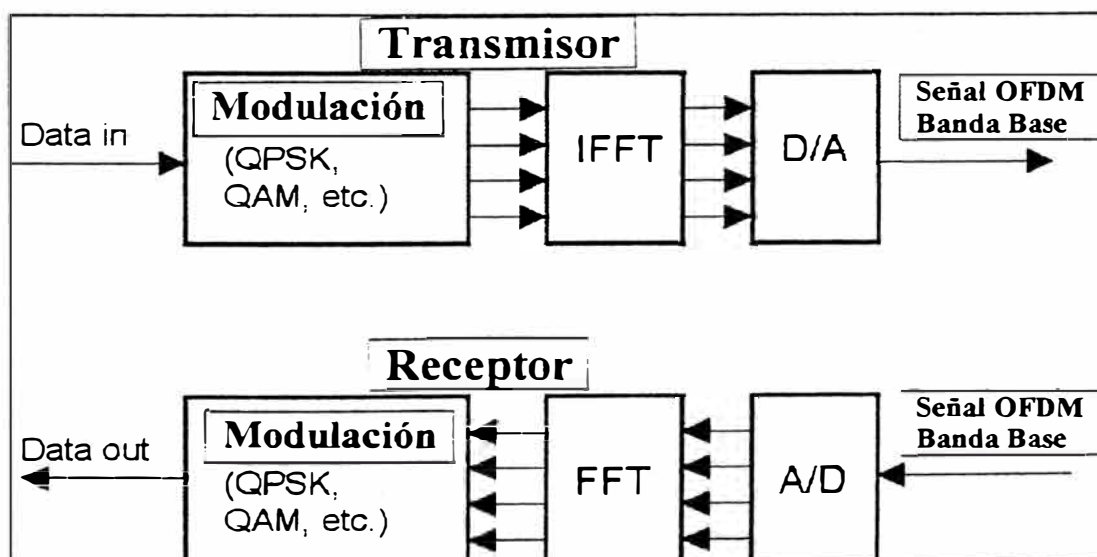 Transmisor
Data in
Modulación
(QPSK,
QAM, etc.)
IFFT
D/A
Señal OFDM
Banda Base
Receptor
Data out
Modulación
(QPSK,
QAM, etc.)
FFT
A/D
Señal OFDM
Banda Base